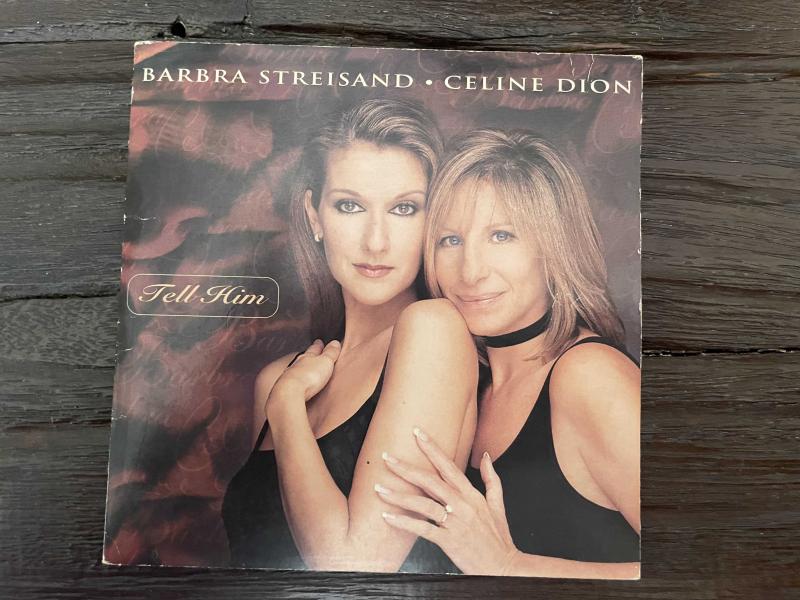 BARBRA STREISAND • CELINE DION
Tell Him